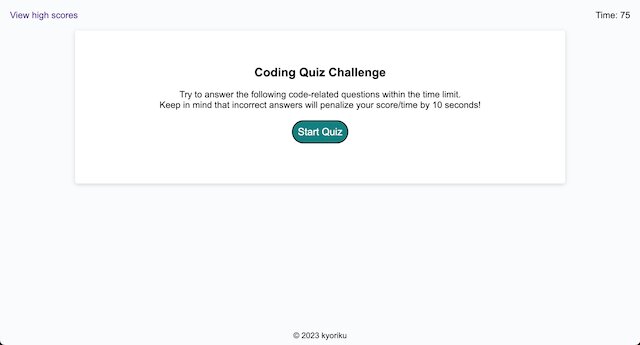 View high scores
Time: 75
Coding Quiz Challenge
Try to answer the following code-related questions within the time limit.
Keep in mind that incorrect answers will penalize your score/time by 10 seconds!
Start Quiz
© 2023 kyoriku